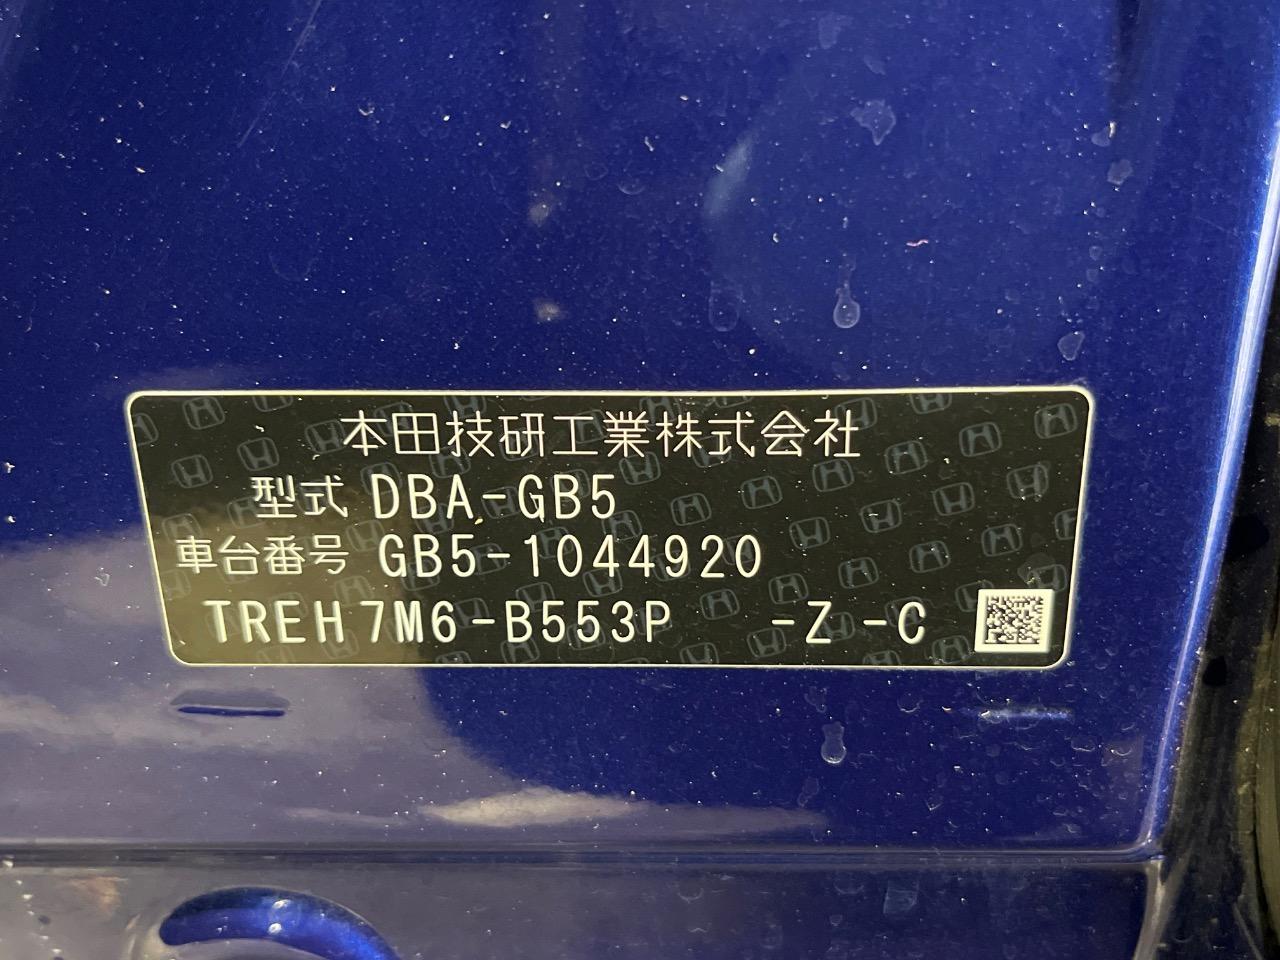 本田技研工業株式会社
型式 DBA-GB5
車台番号 GB5-1044920
TREH7M6-B553P -Z -C